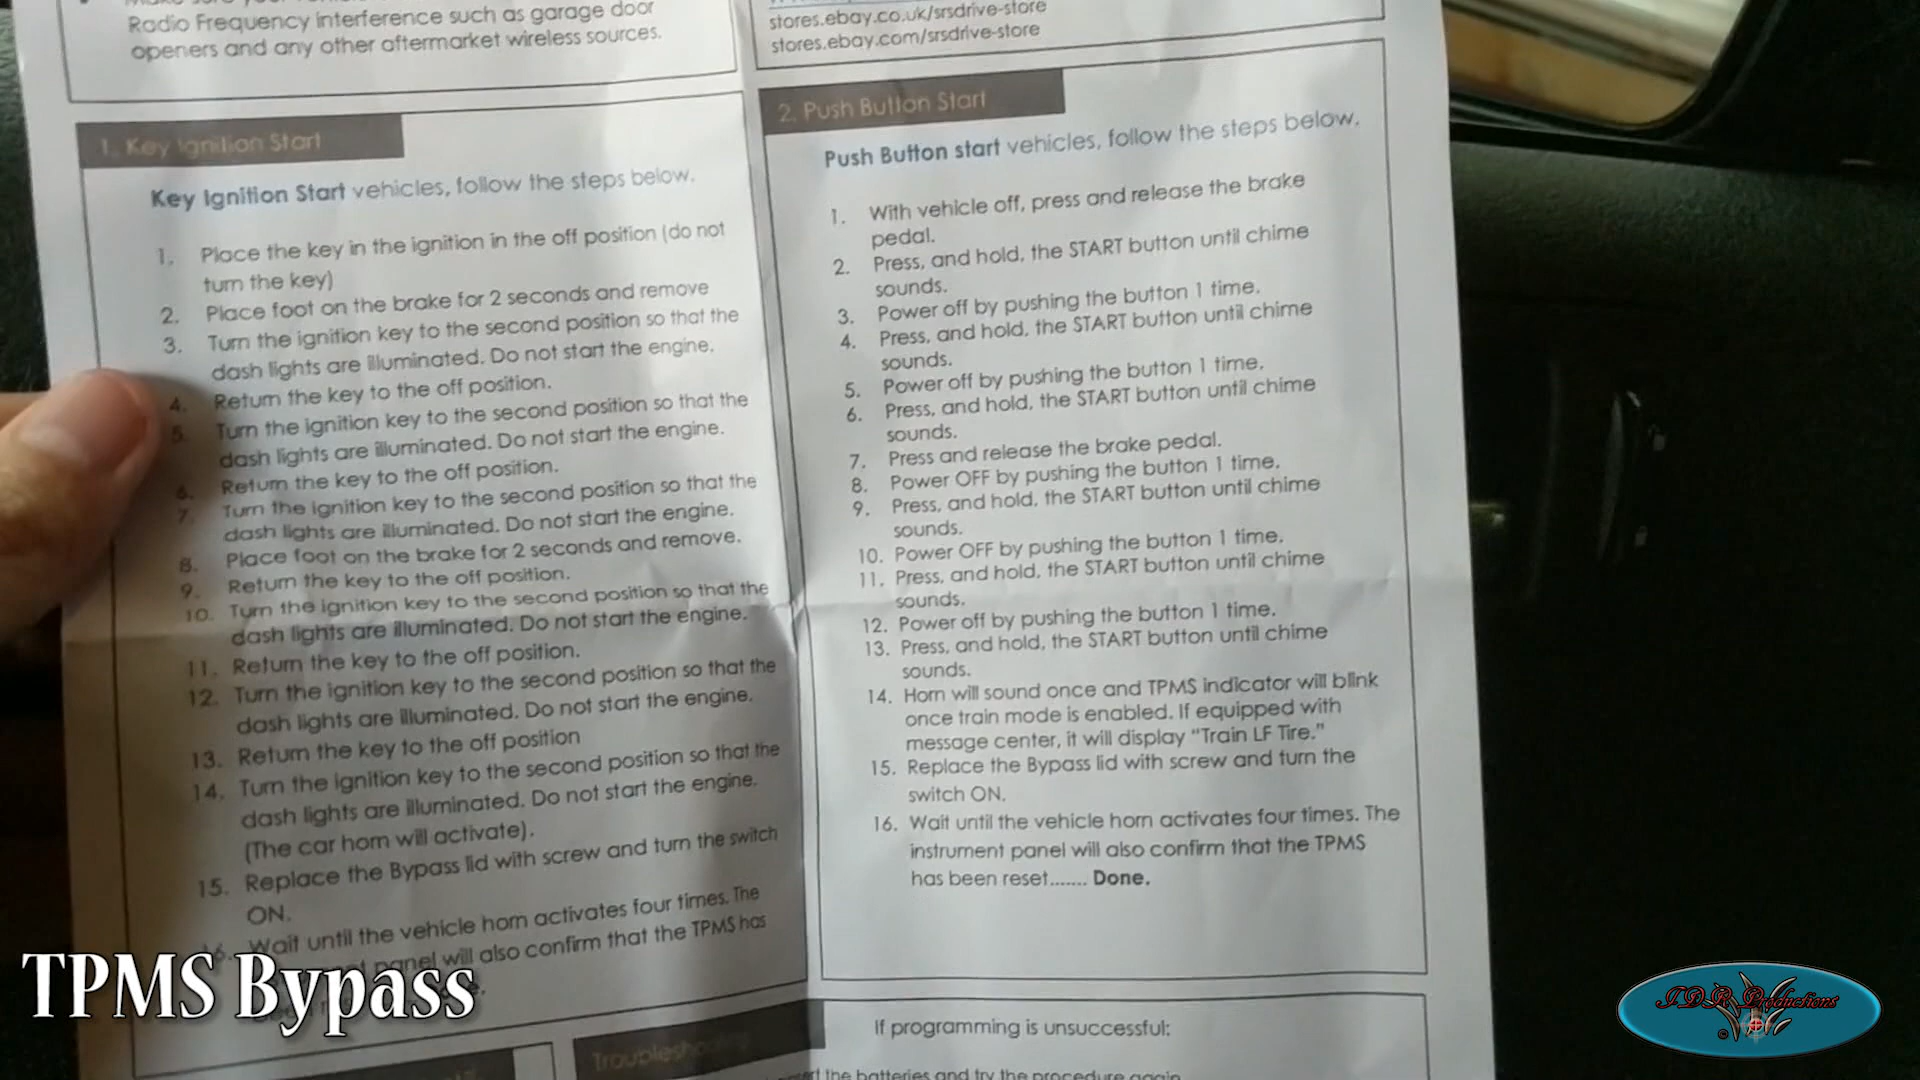 Radio Frequency interference such as garage door
openers and any other aftermarket wireless sources.
1. Key Ignition Start
Key Ignition Start vehicles, follow the steps below.
1. Place the key in the ignition in the off position (do not
turn the key)
2. Place foot on the brake for 2 seconds and remove
3. Turn the ignition key to the second position so that the
dash lights are illuminated. Do not start the engine.
4. Return the key to the off position.
5. Turn the ignition key to the second position so that the
dash lights are illuminated. Do not start the engine.
6. Return the key to the off position.
7. Turn the ignition key to the second position so that the
dash lights are illuminated. Do not start the engine.
8. Place foot on the brake for 2 seconds and remove.
9. Return the key to the off position.
10. Turn the ignition key to the second position so that the
dash lights are illuminated. Do not start the engine.
11. Return the key to the off position.
12. Turn the ignition key to the second position so that the
dash lights are illuminated. Do not start the engine.
13. Return the key to the off position
14. Turn the ignition key to the second position so that the
dash lights are illuminated. Do not start the engine.
(The car horn will activate).
15. Replace the Bypass lid with screw and turn the switch
ON.
Wait until the vehicle horn activates four times. The
panel will also confirm that the TPMS has
stores.ebay.co.uk/srsdrive-store
stores.ebay.com/srsdrive-store
2. Push Button Start
Push Button start vehicles, follow the steps below.
1. With vehicle off, press and release the brake
pedal.
2. Press, and hold, the START button until chime
sounds.
3. Power off by pushing the button 1 time.
4. Press, and hold, the START button until chime
sounds.
5. Power off by pushing the button 1 time.
6. Press, and hold, the START button until chime
sounds.
7. Press and release the brake pedal.
8. Power OFF by pushing the button 1 time.
9. Press, and hold, the START button until chime
sounds.
10. Power OFF by pushing the button 1 time.
11. Press, and hold, the START button until chime
sounds.
12. Power off by pushing the button 1 time.
13. Press, and hold, the START button until chime
sounds.
14. Horn will sound once and TPMS indicator will blink
once train mode is enabled. If equipped with
message center, it will display “Train LF Tire.”
15. Replace the Bypass lid with screw and turn the
switch ON.
16. Wait until the vehicle horn activates four times. The
instrument panel will also confirm that the TPMS
has been reset....... Done.
If programming is unsuccessful:
the batteries and try the procedure again
TPMS Bypass
J.D.R. Productions